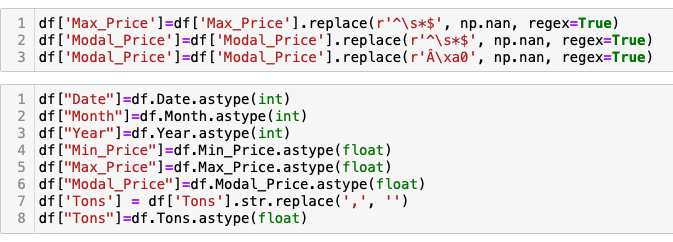 1 df['Max_Price']=df['Max_Price'].replace(r'^\s*$', np.nan, regex=True)
2 df['Modal_Price']=df['Modal_Price'].replace(r'^\s*$', np.nan, regex=True)
3 df['Modal_Price']=df['Modal_Price'].replace(r'Â\xa0', np.nan, regex=True)
1 df["Date"]=df.Date.astype(int)
2 df["Month"]=df.Month.astype(int)
3 df["Year"]=df.Year.astype(int)
4 df["Min_Price"]=df.Min_Price.astype(float)
5 df["Max_Price"]=df.Max_Price.astype(float)
6 df["Modal_Price"]=df.Modal_Price.astype(float)
7 df['Tons'] = df['Tons'].str.replace(',', '')
8 df["Tons"]=df.Tons.astype(float)